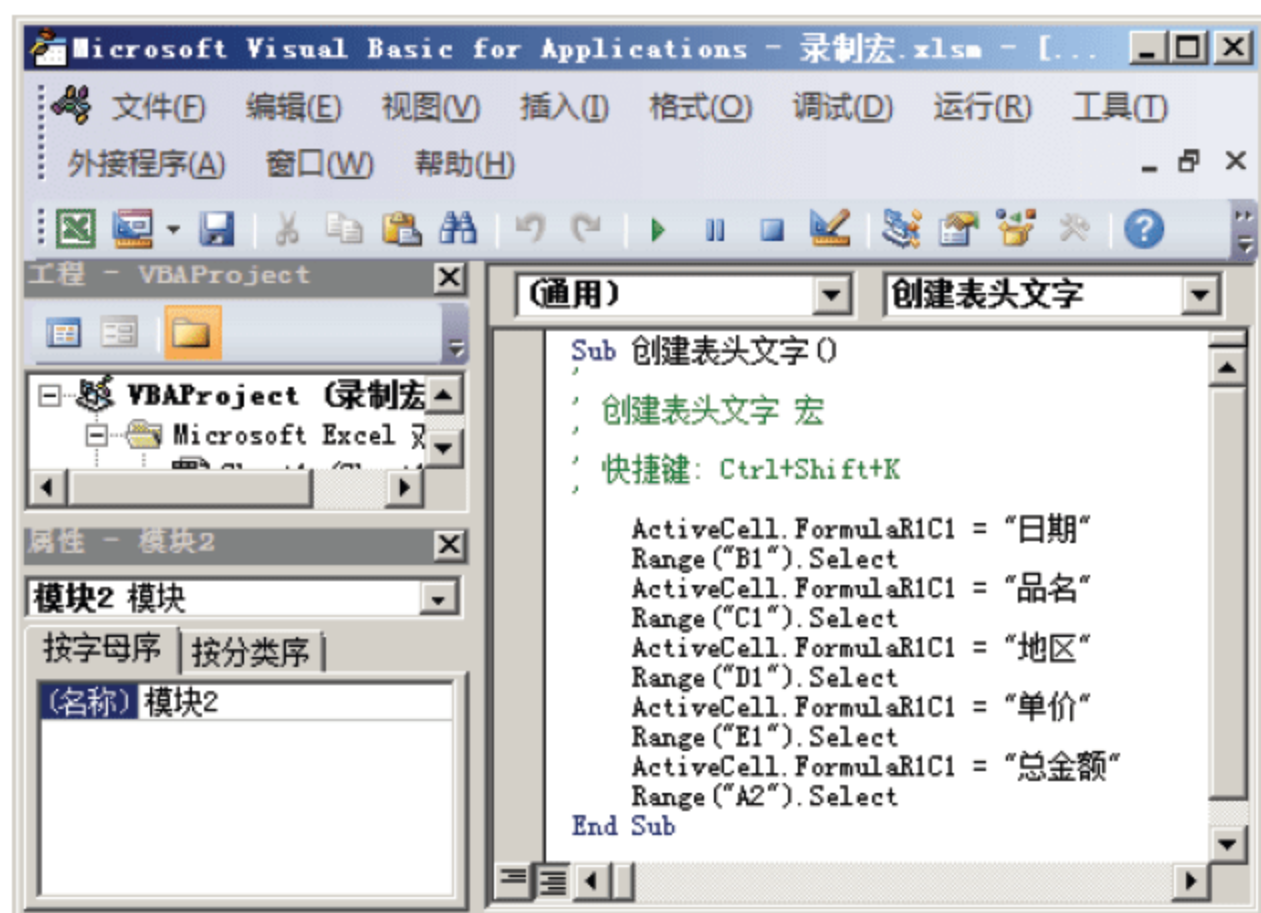 Microsoft Visual Basic for Applications - 录制宏.xlsm - [...
文件(F) 编辑(E) 视图(V) 插入(I) 格式(O) 调试(D) 运行(R) 工具(T)
外接程序(A) 窗口(W) 帮助(H)
工程 - VBAProject
VBAProject (录制宏
Microsoft Excel
属性 - 模块2
模块2 模块
按字母序 按分类序
(名称) 模块2
(通用) 创建表头文字
Sub 创建表头文字()
'
' 创建表头文字 宏
'
' 快捷键: Ctrl+Shift+K
'
ActiveCell.FormulaR1C1 = "日期"
Range("B1").Select
ActiveCell.FormulaR1C1 = "品名"
Range("C1").Select
ActiveCell.FormulaR1C1 = "地区"
Range("D1").Select
ActiveCell.FormulaR1C1 = "单价"
Range("E1").Select
ActiveCell.FormulaR1C1 = "总金额"
Range("A2").Select
End Sub